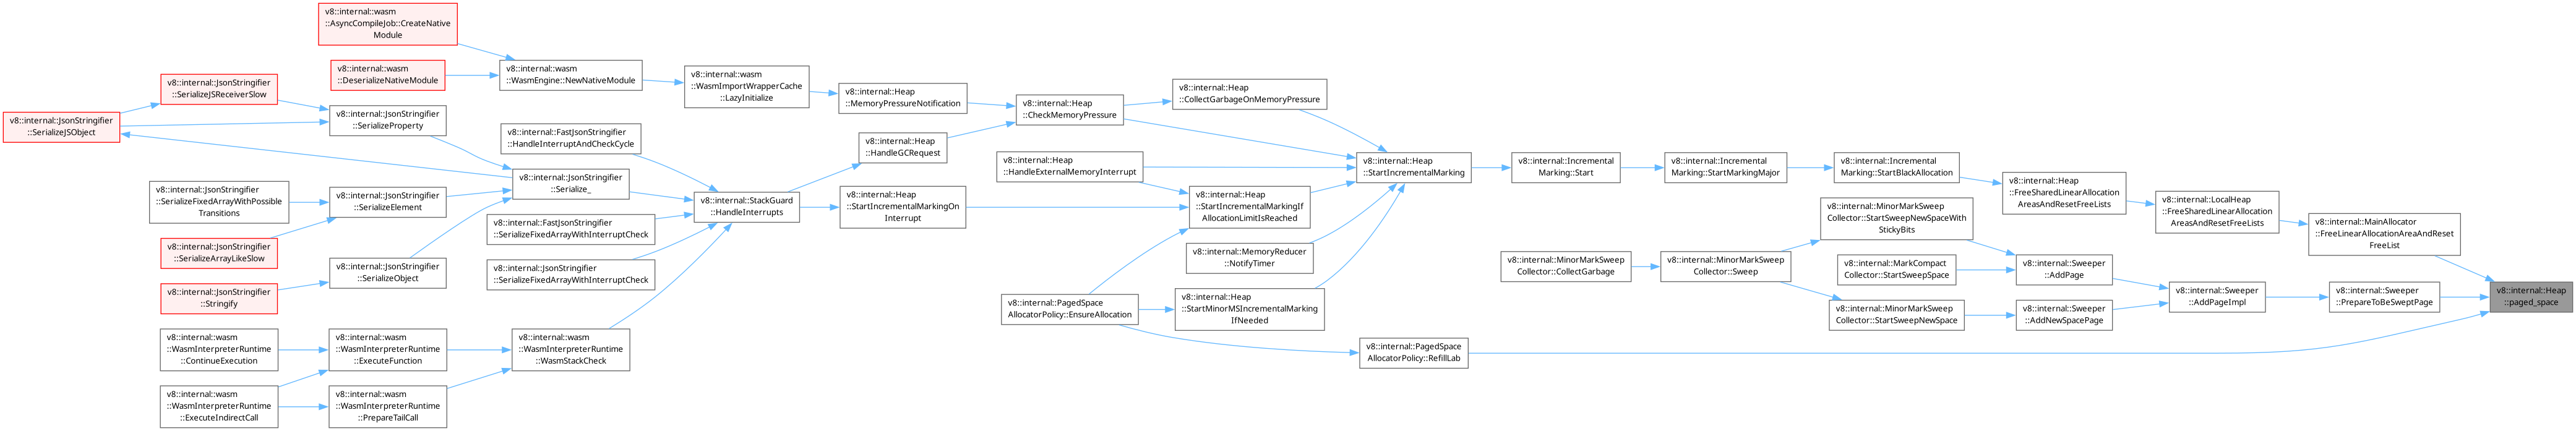 v8::internal::wasm
::AsyncCompileJob::CreateNative
Module
v8::internal::wasm
::DeserializeNativeModule
v8::internal::JsonStringifier
::SerializeJSReceiverSlow
v8::internal::JsonStringifier
::SerializeJSObject
v8::internal::JsonStringifier
::SerializeProperty
v8::internal::JsonStringifier
::SerializeFixedArrayWithPossible
Transitions
v8::internal::JsonStringifier
::SerializeElement
v8::internal::JsonStringifier
::SerializeArrayLikeSlow
v8::internal::JsonStringifier
::SerializeObject
v8::internal::JsonStringifier
::Stringify
v8::internal::wasm
::WasmInterpreterRuntime
::ContinueExecution
v8::internal::wasm
::WasmInterpreterRuntime
::ExecuteFunction
v8::internal::wasm
::WasmInterpreterRuntime
::ExecuteIndirectCall
v8::internal::wasm
::WasmInterpreterRuntime
::PrepareTailCall
v8::internal::wasm
::WasmEngine::NewNativeModule
v8::internal::FastJsonStringifier
::HandleInterruptAndCheckCycle
v8::internal::JsonStringifier
::Serialize_
v8::internal::FastJsonStringifier
::SerializeFixedArrayWithInterruptCheck
v8::internal::JsonStringifier
::SerializeFixedArrayWithInterruptCheck
v8::internal::wasm
::WasmInterpreterRuntime
::WasmStackCheck
v8::internal::wasm
::WasmImportWrapperCache
::LazyInitialize
v8::internal::StackGuard
::HandleInterrupts
v8::internal::Heap
::MemoryPressureNotification
v8::internal::Heap
::HandleGCRequest
v8::internal::Heap
::StartIncrementalMarkingOn
Interrupt
v8::internal::Heap
::CheckMemoryPressure
v8::internal::Heap
::HandleExternalMemoryInterrupt
v8::internal::PagedSpace
AllocatorPolicy::EnsureAllocation
v8::internal::Heap
::CollectGarbageOnMemoryPressure
v8::internal::Heap
::StartIncrementalMarkingIf
AllocationLimitIsReached
v8::internal::MemoryReducer
::NotifyTimer
v8::internal::Heap
::StartMinorMSIncrementalMarking
IfNeeded
v8::internal::Heap
::StartIncrementalMarking
v8::internal::PagedSpace
AllocatorPolicy::RefillLab
v8::internal::Incremental
Marking::Start
v8::internal::MinorMarkSweep
Collector::CollectGarbage
v8::internal::Incremental
Marking::StartMarkingMajor
v8::internal::MinorMarkSweep
Collector::Sweep
v8::internal::Incremental
Marking::StartBlackAllocation
v8::internal::MinorMarkSweep
Collector::StartSweepNewSpaceWith
StickyBits
v8::internal::MarkCompact
Collector::StartSweepSpace
v8::internal::MinorMarkSweep
Collector::StartSweepNewSpace
v8::internal::Heap
::FreeSharedLinearAllocation
AreasAndResetFreeLists
v8::internal::Sweeper
::AddPage
v8::internal::Sweeper
::AddNewSpacePage
v8::internal::LocalHeap
::FreeSharedLinearAllocation
AreasAndResetFreeLists
v8::internal::Sweeper
::AddPageImpl
v8::internal::MainAllocator
::FreeLinearAllocationAreaAndReset
FreeList
v8::internal::Sweeper
::PrepareToBeSweptPage
v8::internal::Heap
::paged_space